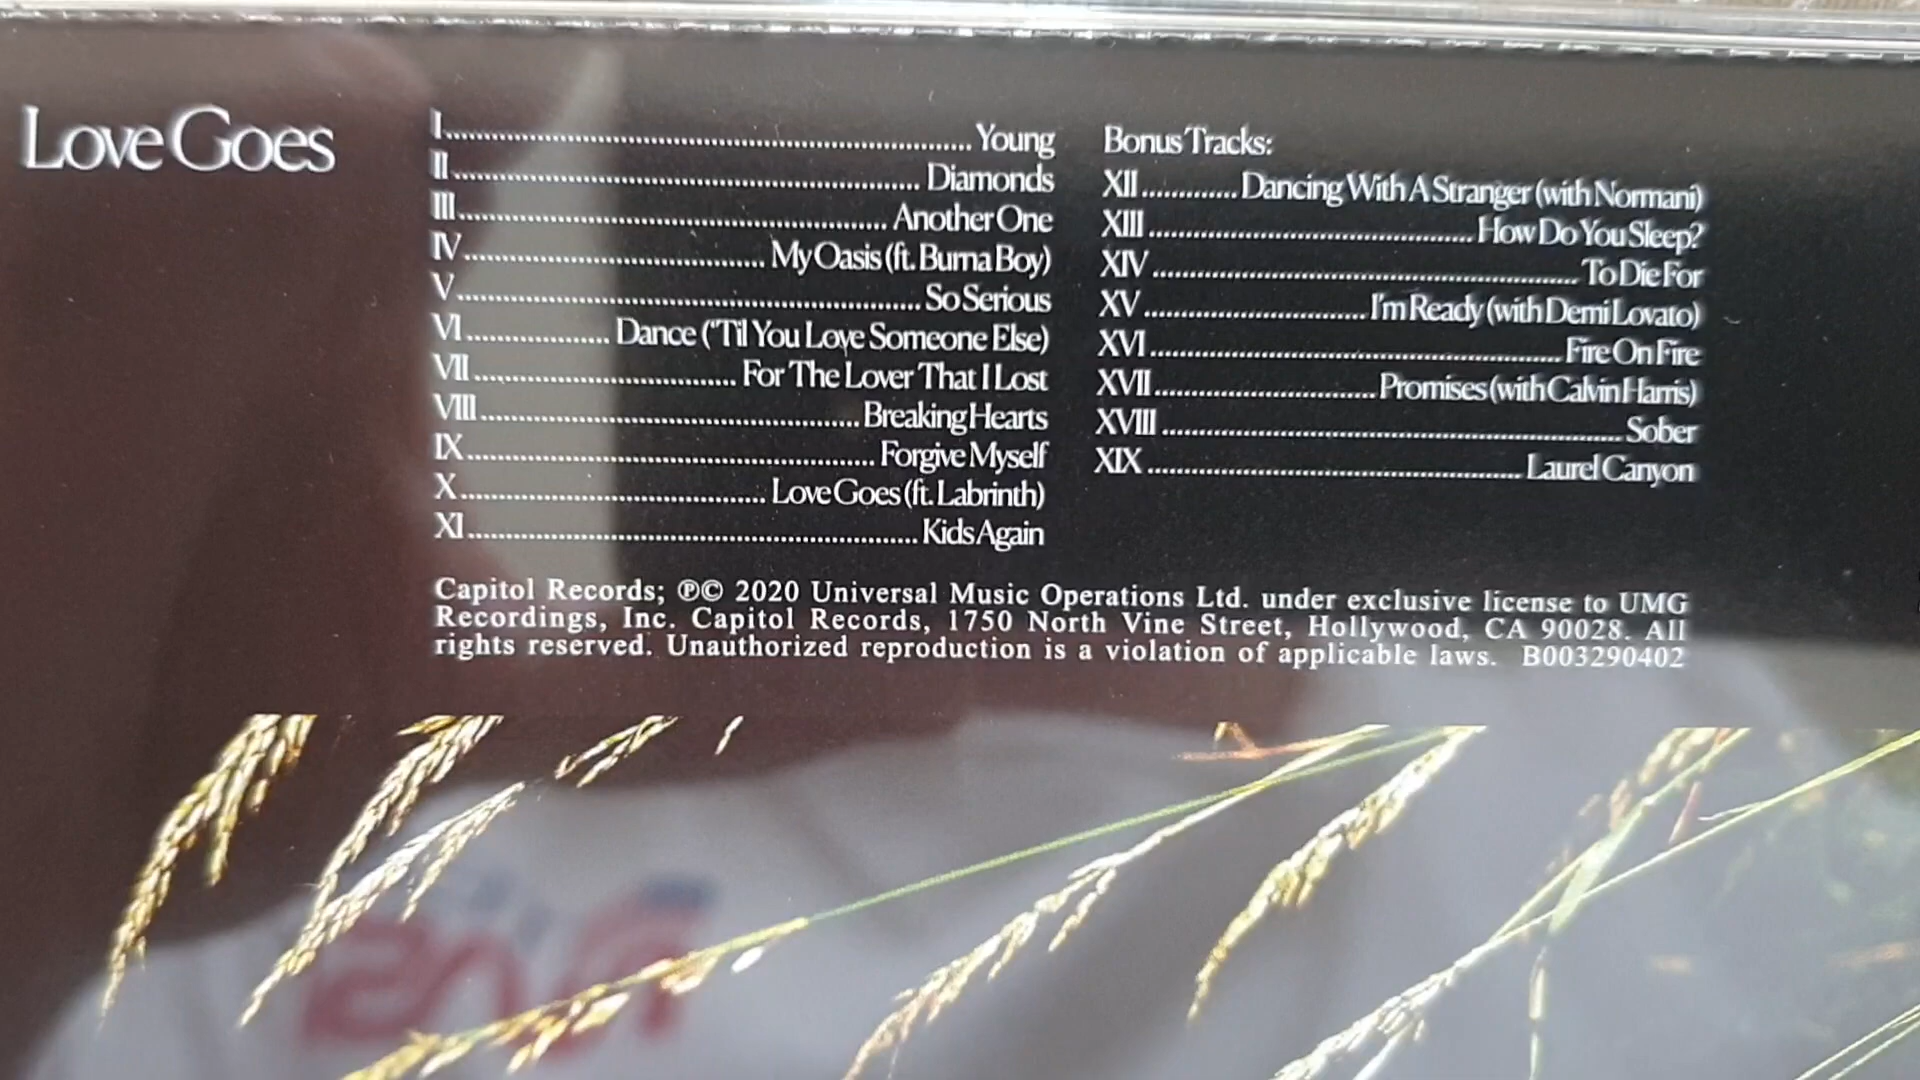 Love Goes
I Young
II Diamonds
III Another One
IV My Oasis (ft. Burna Boy)
V So Serious
VI Dance ('Til You Love Someone Else)
VII For The Lover That I Lost
VIII Breaking Hearts
IX Forgive Myself
X Love Goes (ft. Labrinth)
XI Kids Again
Bonus Tracks:
XII Dancing With A Stranger (with Normani)
XIII How Do You Sleep?
XIV To Die For
XV I'm Ready (with Demi Lovato)
XVI Fire On Fire
XVII Promises (with Calvin Harris)
XVIII Sober
XIX Laurel Canyon
Capitol Records; ℗© 2020 Universal Music Operations Ltd. under exclusive license to UMG
Recordings, Inc. Capitol Records, 1750 North Vine Street, Hollywood, CA 90028. All
rights reserved. Unauthorized reproduction is a violation of applicable laws. B003290402